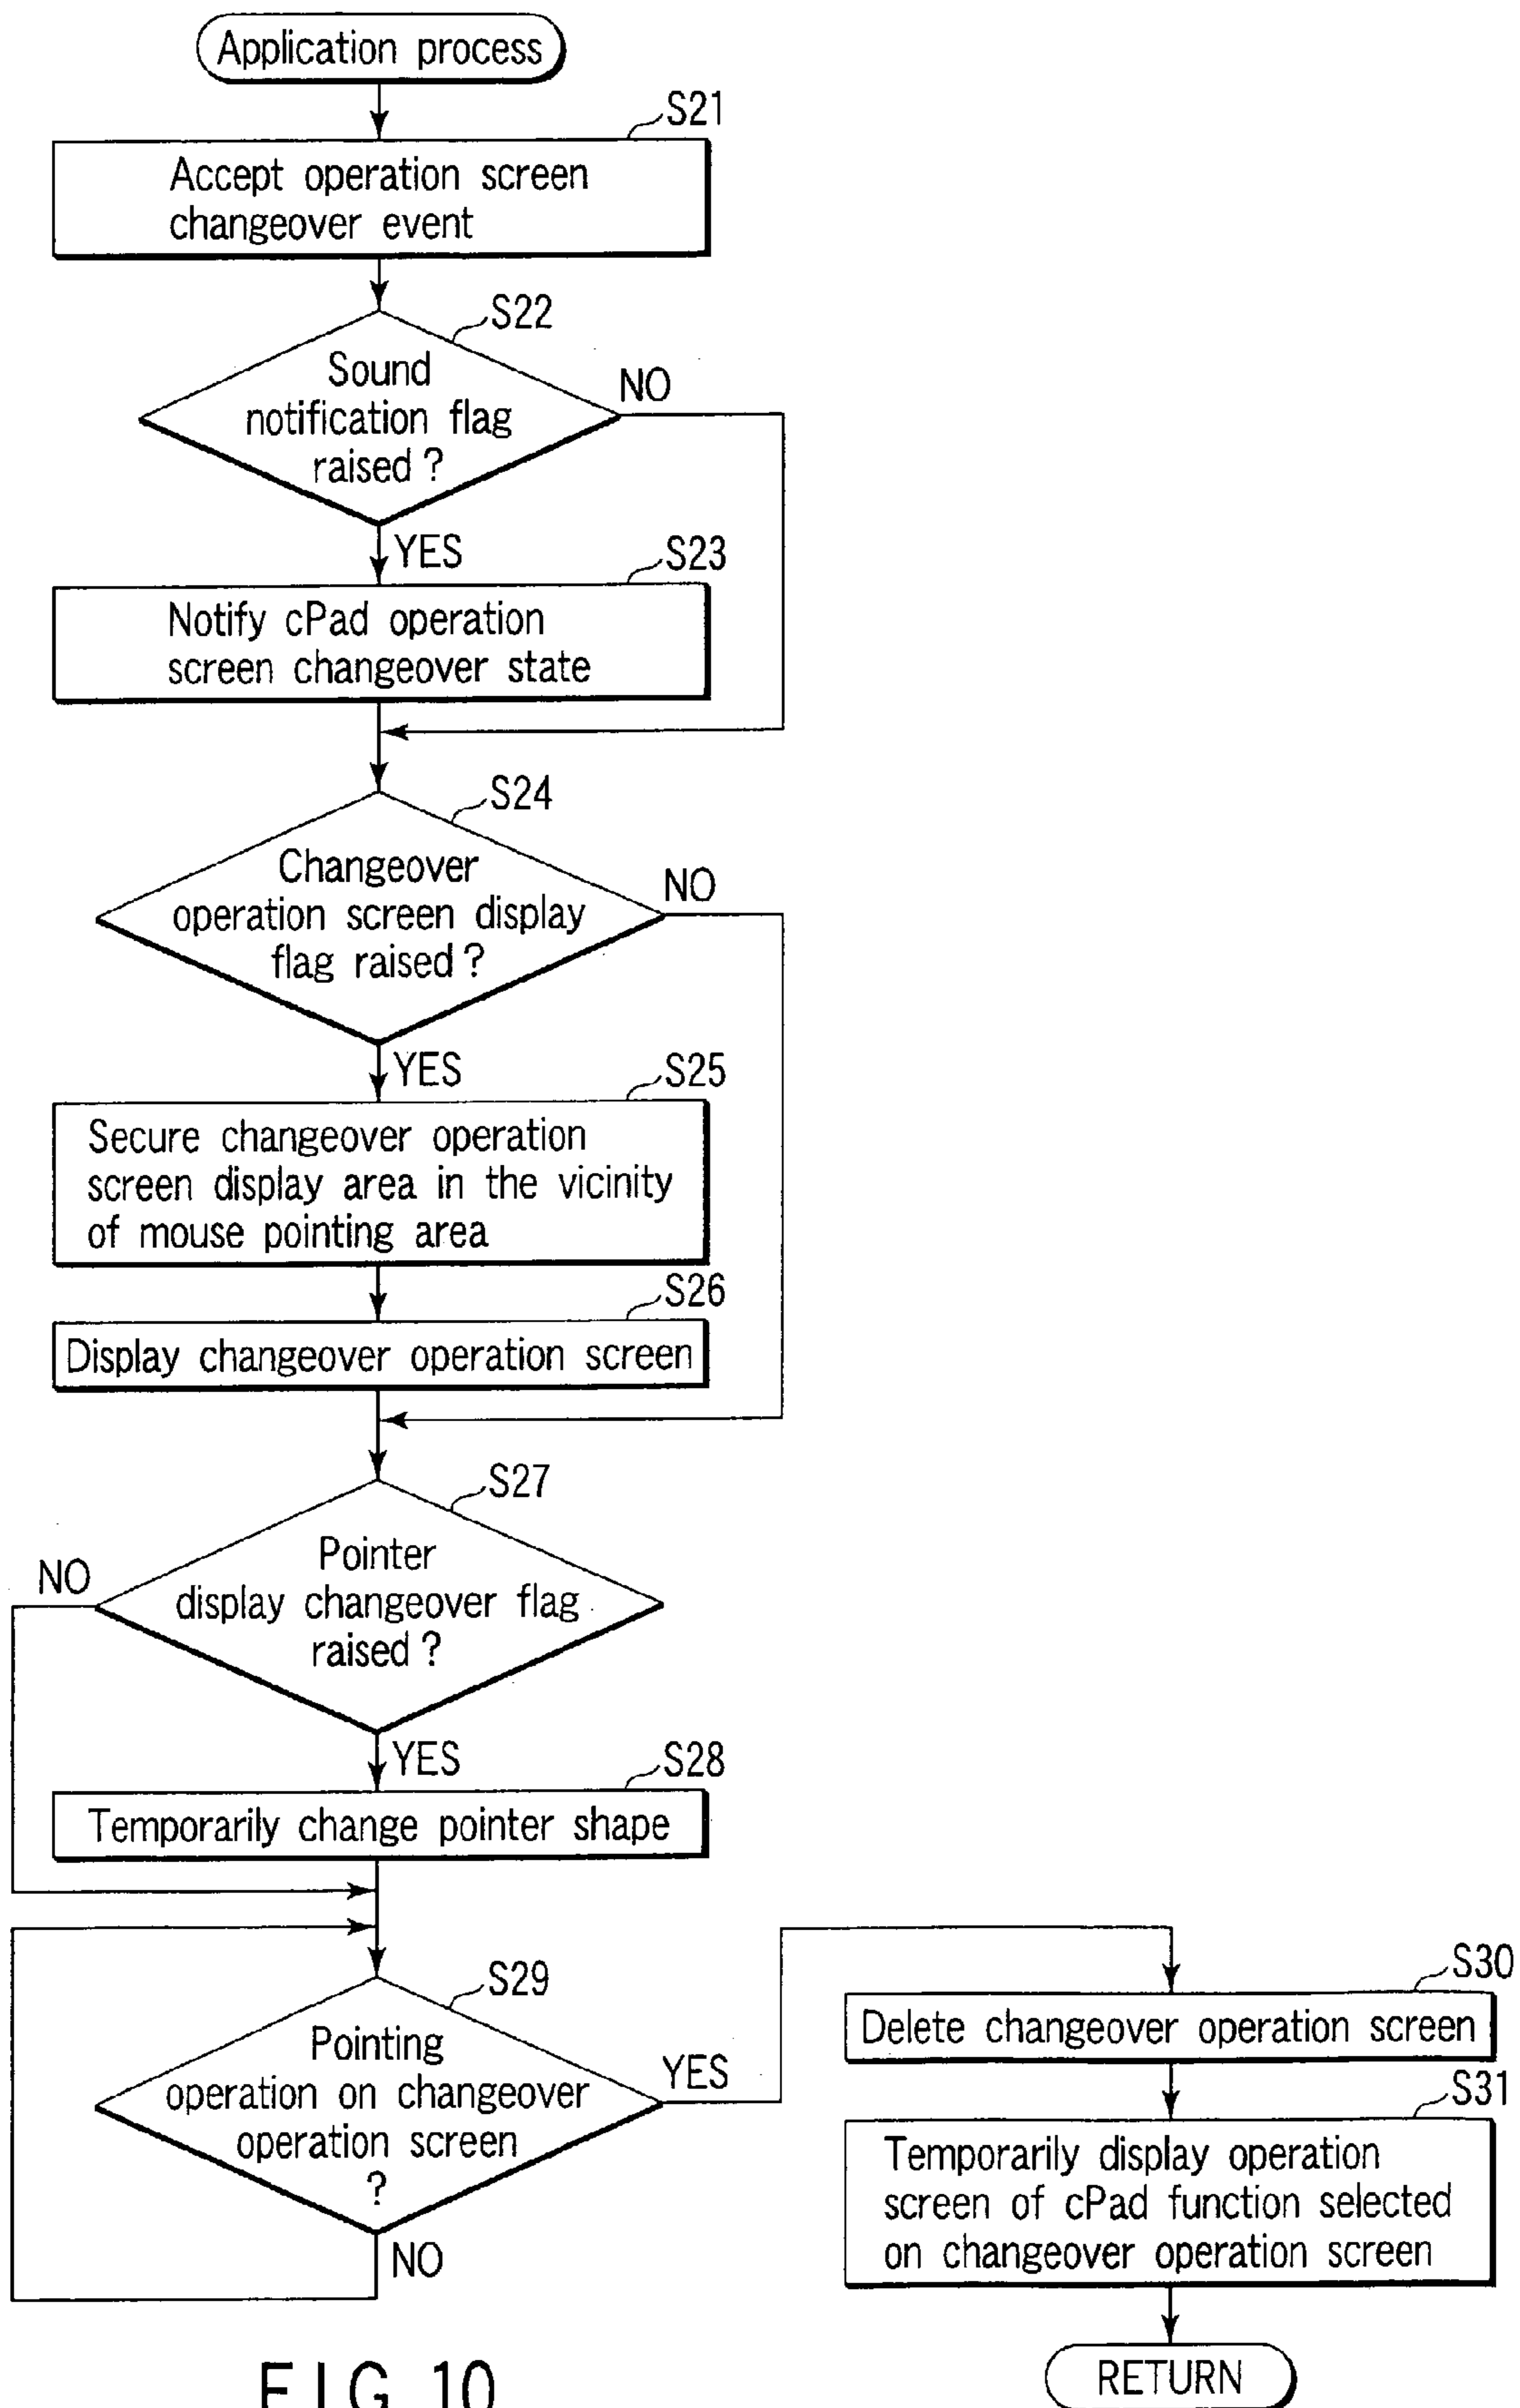 Application process
S21
Accept operation screen
changeover event
S22
Sound
notification flag
raised ?
NO
YES
S23
Notify cPad operation
screen changeover state
S24
Changeover
operation screen display
flag raised ?
NO
YES
S25
Secure changeover operation
screen display area in the vicinity
of mouse pointing area
S26
Display changeover operation screen
S27
Pointer
display changeover flag
raised ?
NO
YES
S28
Temporarily change pointer shape
S29
Pointing
operation on changeover
operation screen
?
YES
NO
S30
Delete changeover operation screen
S31
Temporarily display operation
screen of cPad function selected
on changeover operation screen
RETURN
FIG. 10